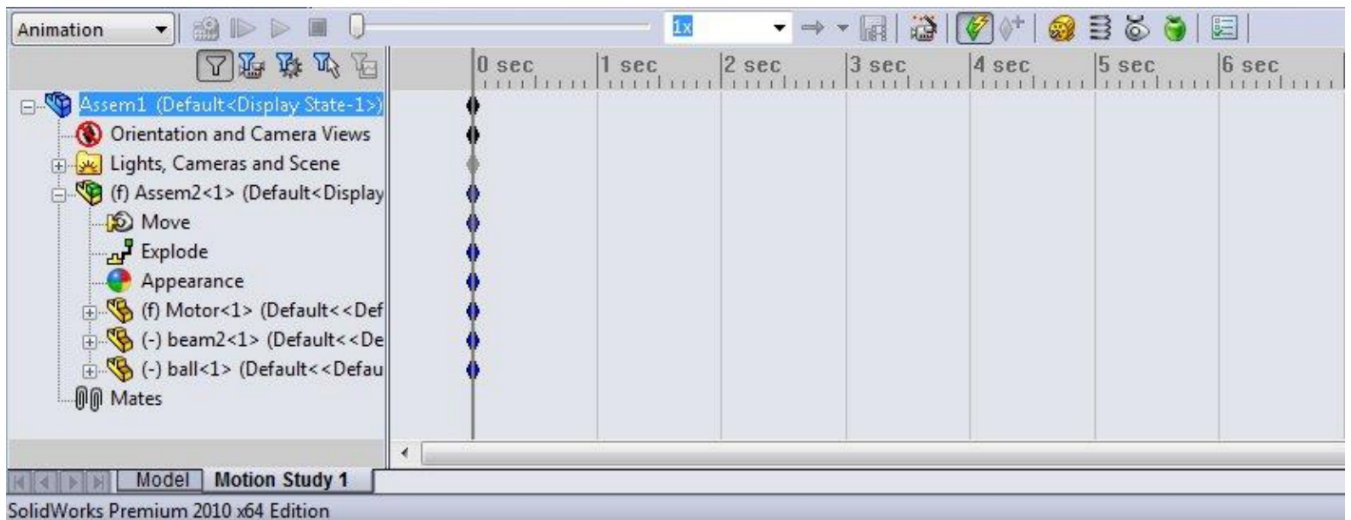 Animation 1x
0 sec 1 sec 2 sec 3 sec 4 sec 5 sec 6 sec
Assem1 (Default<Display State-1>)
Orientation and Camera Views
Lights, Cameras and Scene
(f) Assem2<1> (Default<Display
Move
Explode
Appearance
(f) Motor<1> (Default<<Def
(-) beam2<1> (Default<<De
(-) ball<1> (Default<<Defau
Mates
Model Motion Study 1
SolidWorks Premium 2010 x64 Edition